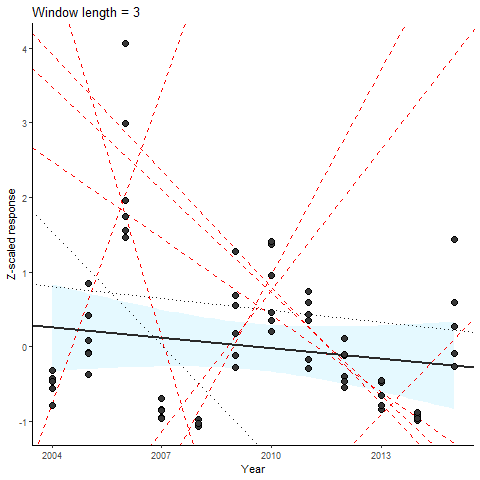 Window length = 3
Z-scaled response
4
3
2
1
0
-1
2004 2007 2010 2013
Year